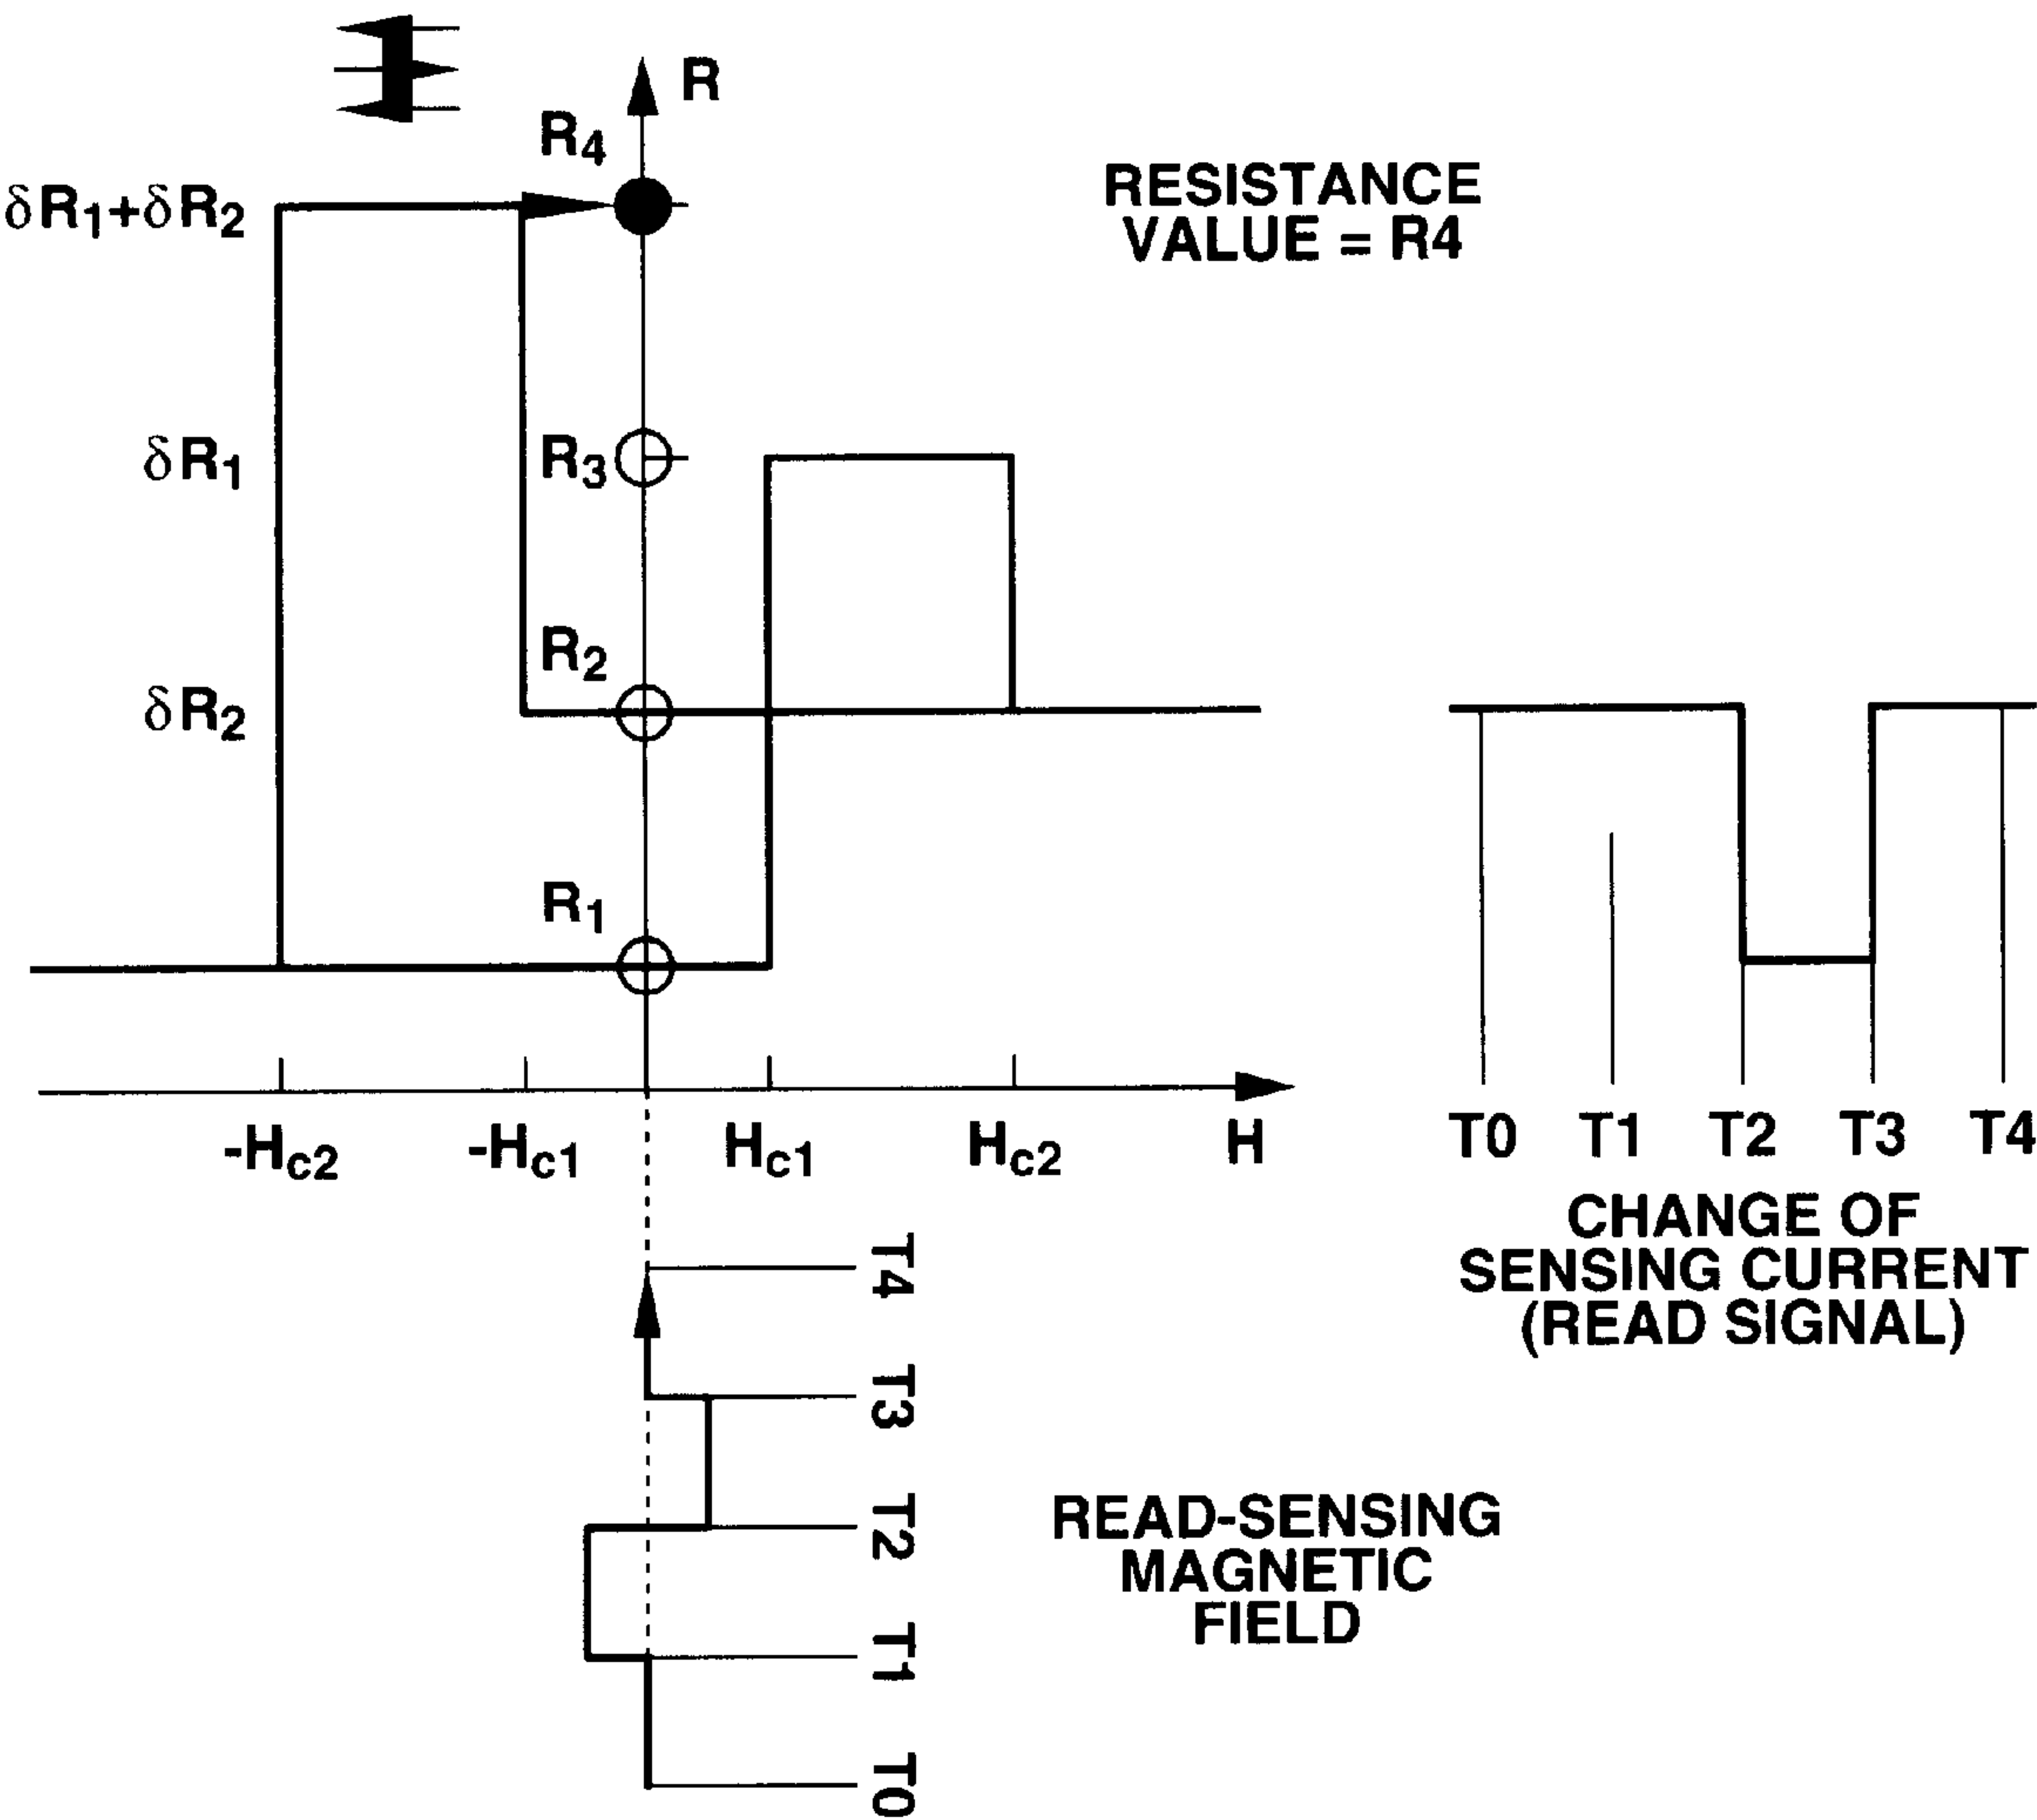 R
R4
RESISTANCE
VALUE = R4
δR1+δR2
δR1
R3
R2
δR2
R1
-Hc2
-Hc1
Hc1
Hc2
H
T0
T1
T2
T3
T4
CHANGE OF
SENSING CURRENT
(READ SIGNAL)
T4
T3
T2
T1
T0
READ-SENSING
MAGNETIC
FIELD